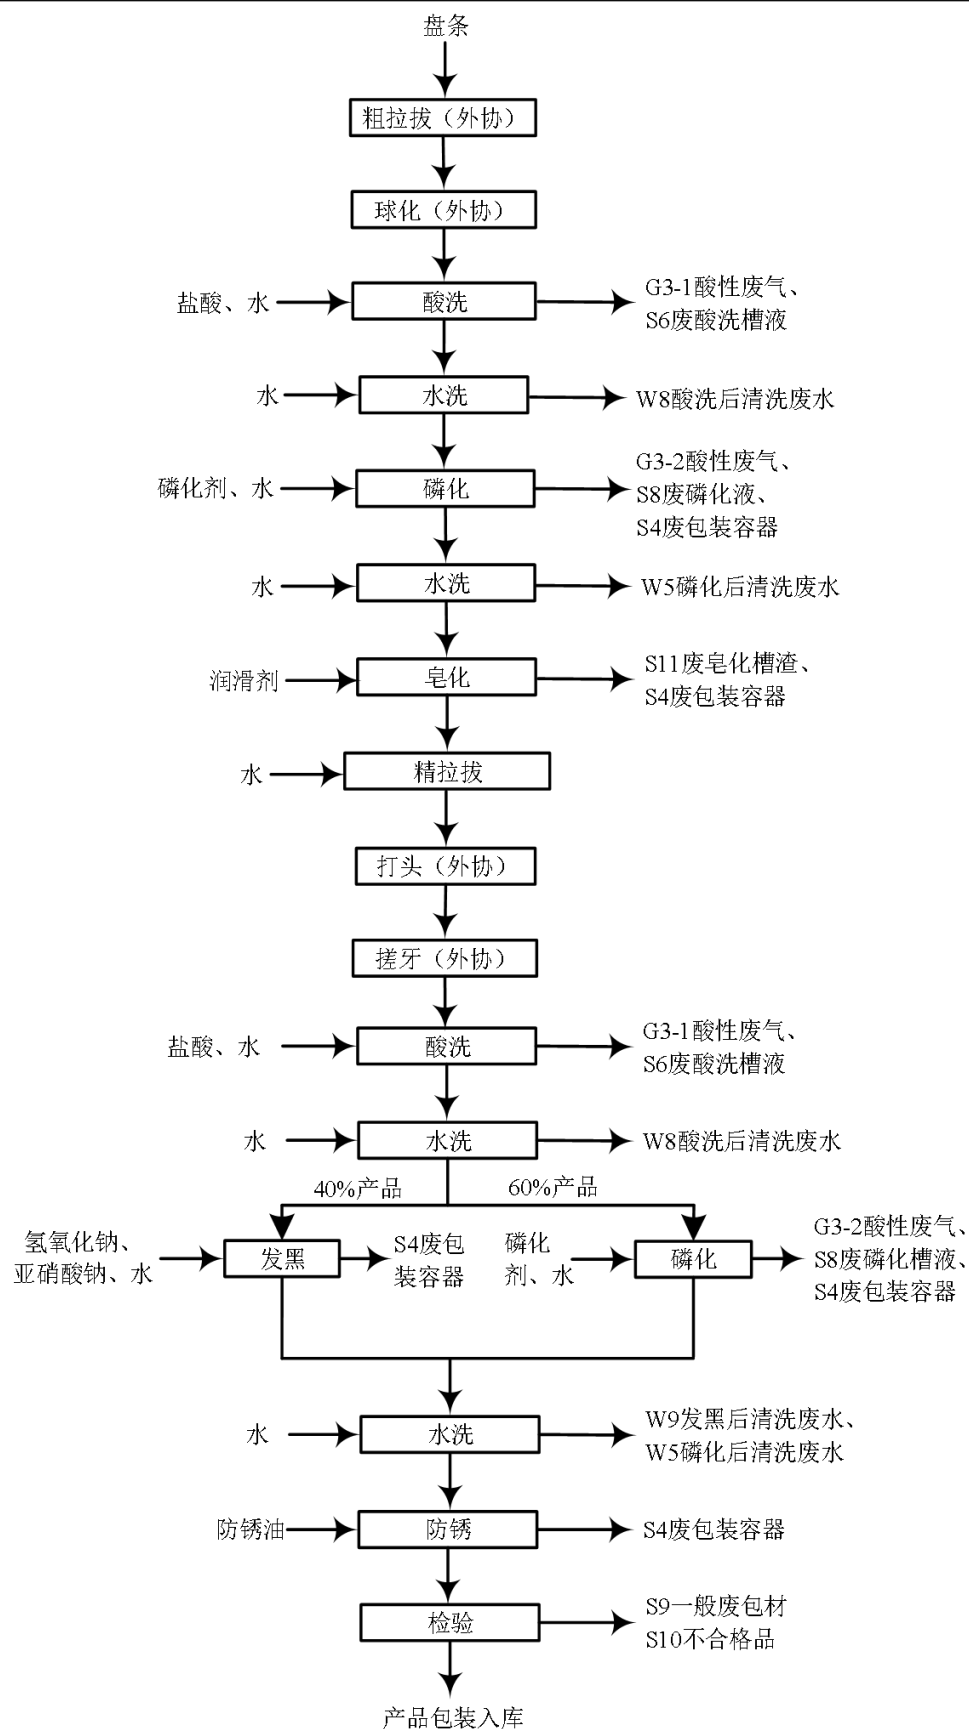 盘条
粗拉拔（外协）
球化（外协）
盐酸、水
酸洗
G3-1酸性废气、
S6废酸洗槽液
水
水洗
W8酸洗后清洗废水
磷化剂、水
磷化
G3-2酸性废气、
S8废磷化液、
S4废包装容器
水
水洗
W5磷化后清洗废水
润滑剂
皂化
S11废皂化槽渣、
S4废包装容器
水
精拉拔
打头（外协）
搓牙（外协）
盐酸、水
酸洗
G3-1酸性废气、
S6废酸洗槽液
水
水洗
W8酸洗后清洗废水
40%产品
60%产品
氢氧化钠、
亚硝酸钠、水
发黑
S4废包
装容器
磷化
剂、水
磷化
G3-2酸性废气、
S8废磷化槽液、
S4废包装容器
水
水洗
W9发黑后清洗废水、
W5磷化后清洗废水
防锈油
防锈
S4废包装容器
检验
S9一般废包材
S10不合格品
产品包装入库